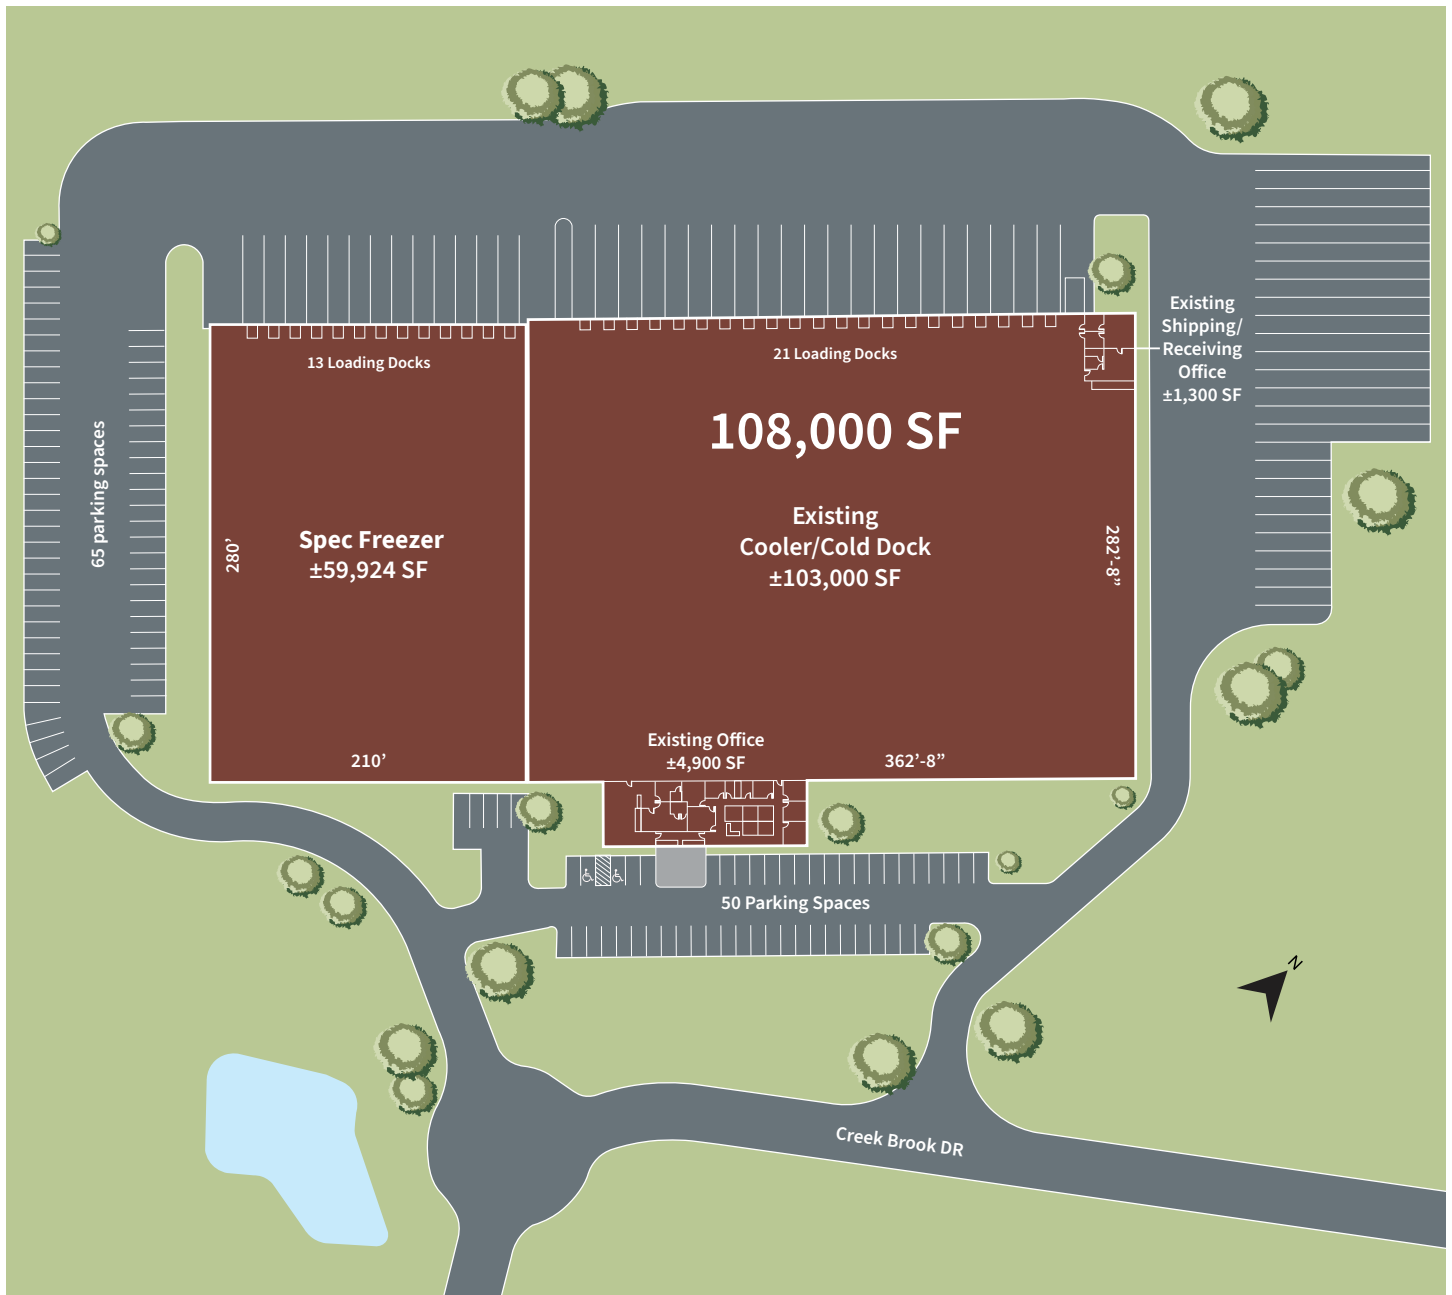 Existing
Shipping/
Receiving
Office
±1,300 SF
13 Loading Docks
21 Loading Docks
108,000 SF
65 parking spaces
280’
Spec Freezer
±59,924 SF
Existing
Cooler/Cold Dock
±103,000 SF
282’-8”
210’
Existing Office
±4,900 SF
362’-8”
50 Parking Spaces
N
Creek Brook DR